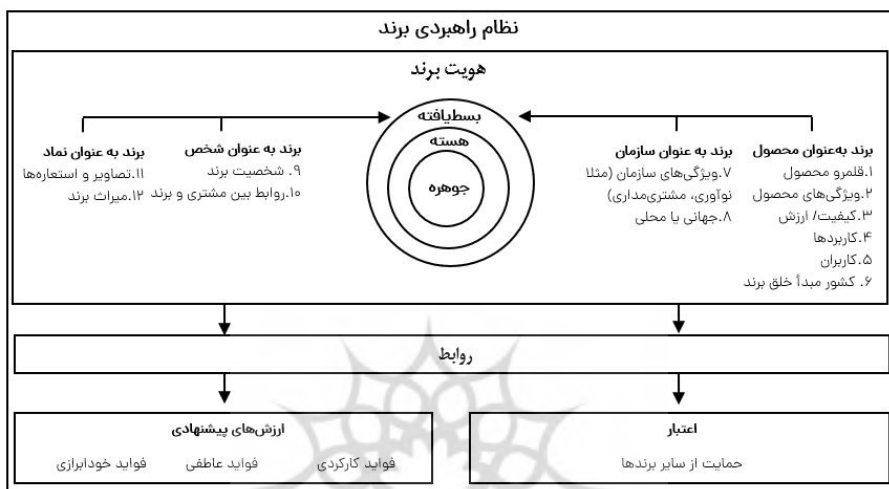 نظام راهبردی برند
هویت برند
بسط‌یافته
هسته
جوهره
برند به‌عنوان محصول
۱.قلمرو محصول
۲.ویژگی‌های محصول
۳.کیفیت/ ارزش
۴.کاربردها
۵.کاربران
۶. کشور مبدأ خلق برند
برند به عنوان سازمان
۷.ویژگی‌های سازمان (مثلا
نوآوری، مشتری‌مداری)
۸.جهانی یا محلی
برند به عنوان شخص
۹. شخصیت برند
۱۰.روابط بین مشتری و برند
برند به عنوان نماد
۱۱.تصاویر و استعاره‌ها
۱۲.میراث برند
روابط
اعتبار
حمایت از سایر برندها
ارزش‌های پیشنهادی
فواید کارکردی فواید عاطفی فواید خودابرازی